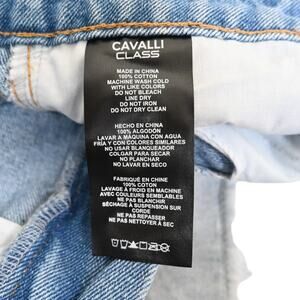 CAVALLI
CLASS
MADE IN CHINA
100% COTTON
MACHINE WASH COLD
WITH LIKE COLORS
DO NOT BLEACH
LINE DRY
DO NOT IRON
DO NOT DRY CLEAN
HECHO EN CHINA
100% ALGODÓN
LAVAR A MÁQUINA CON AGUA
FRÍA Y CON COLORES SIMILARES
NO USAR BLANQUEADOR
COLGAR PARA SECAR
NO PLANCHAR
NO LAVAR EN SECO
FABRIQUÉ EN CHINE
100% COTON
LAVAGE À FROID EN MACHINE
AVEC COULEURS SEMBLABLES
NE PAS BLANCHIR
SÉCHAGE À SUSPENSION SUR
CORDE
NE PAS REPASSER
NE PAS NETTOYER À SEC